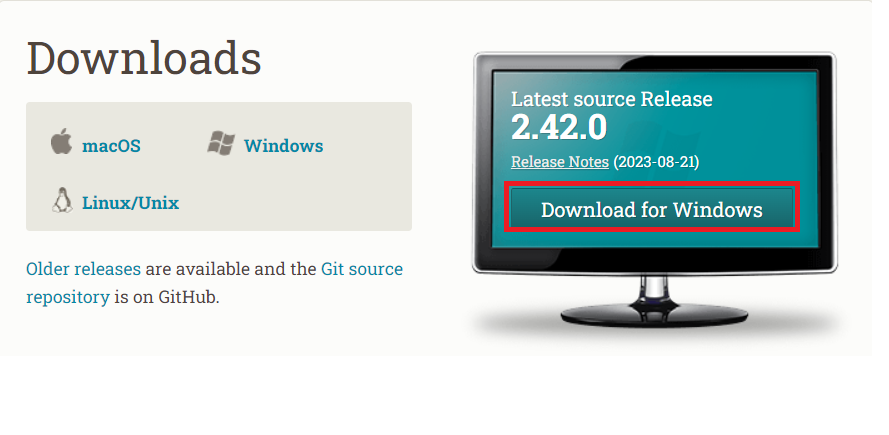 Downloads
macOS
Windows
Linux/Unix
Older releases are available and the Git source
repository is on GitHub.
Latest source Release
2.42.0
Release Notes (2023-08-21)
Download for Windows